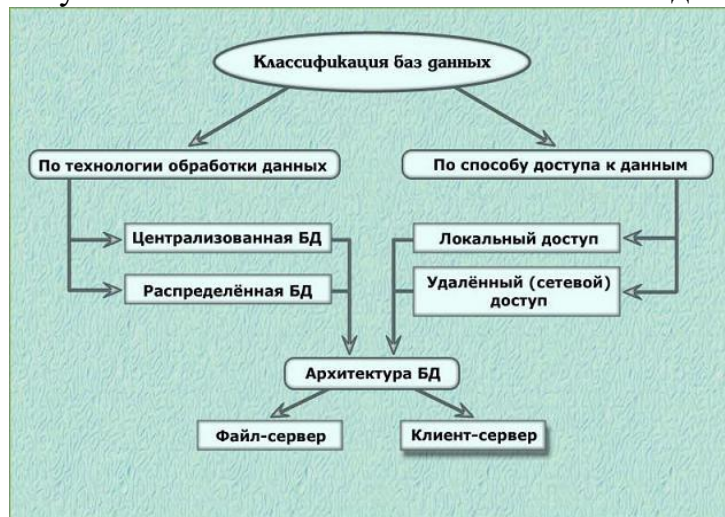 Классификация баз данных
По технологии обработки данных
По способу доступа к данным
Централизованная БД
Локальный доступ
Распределённая БД
Удалённый (сетевой)
доступ
Архитектура БД
Файл-сервер
Клиент-сервер